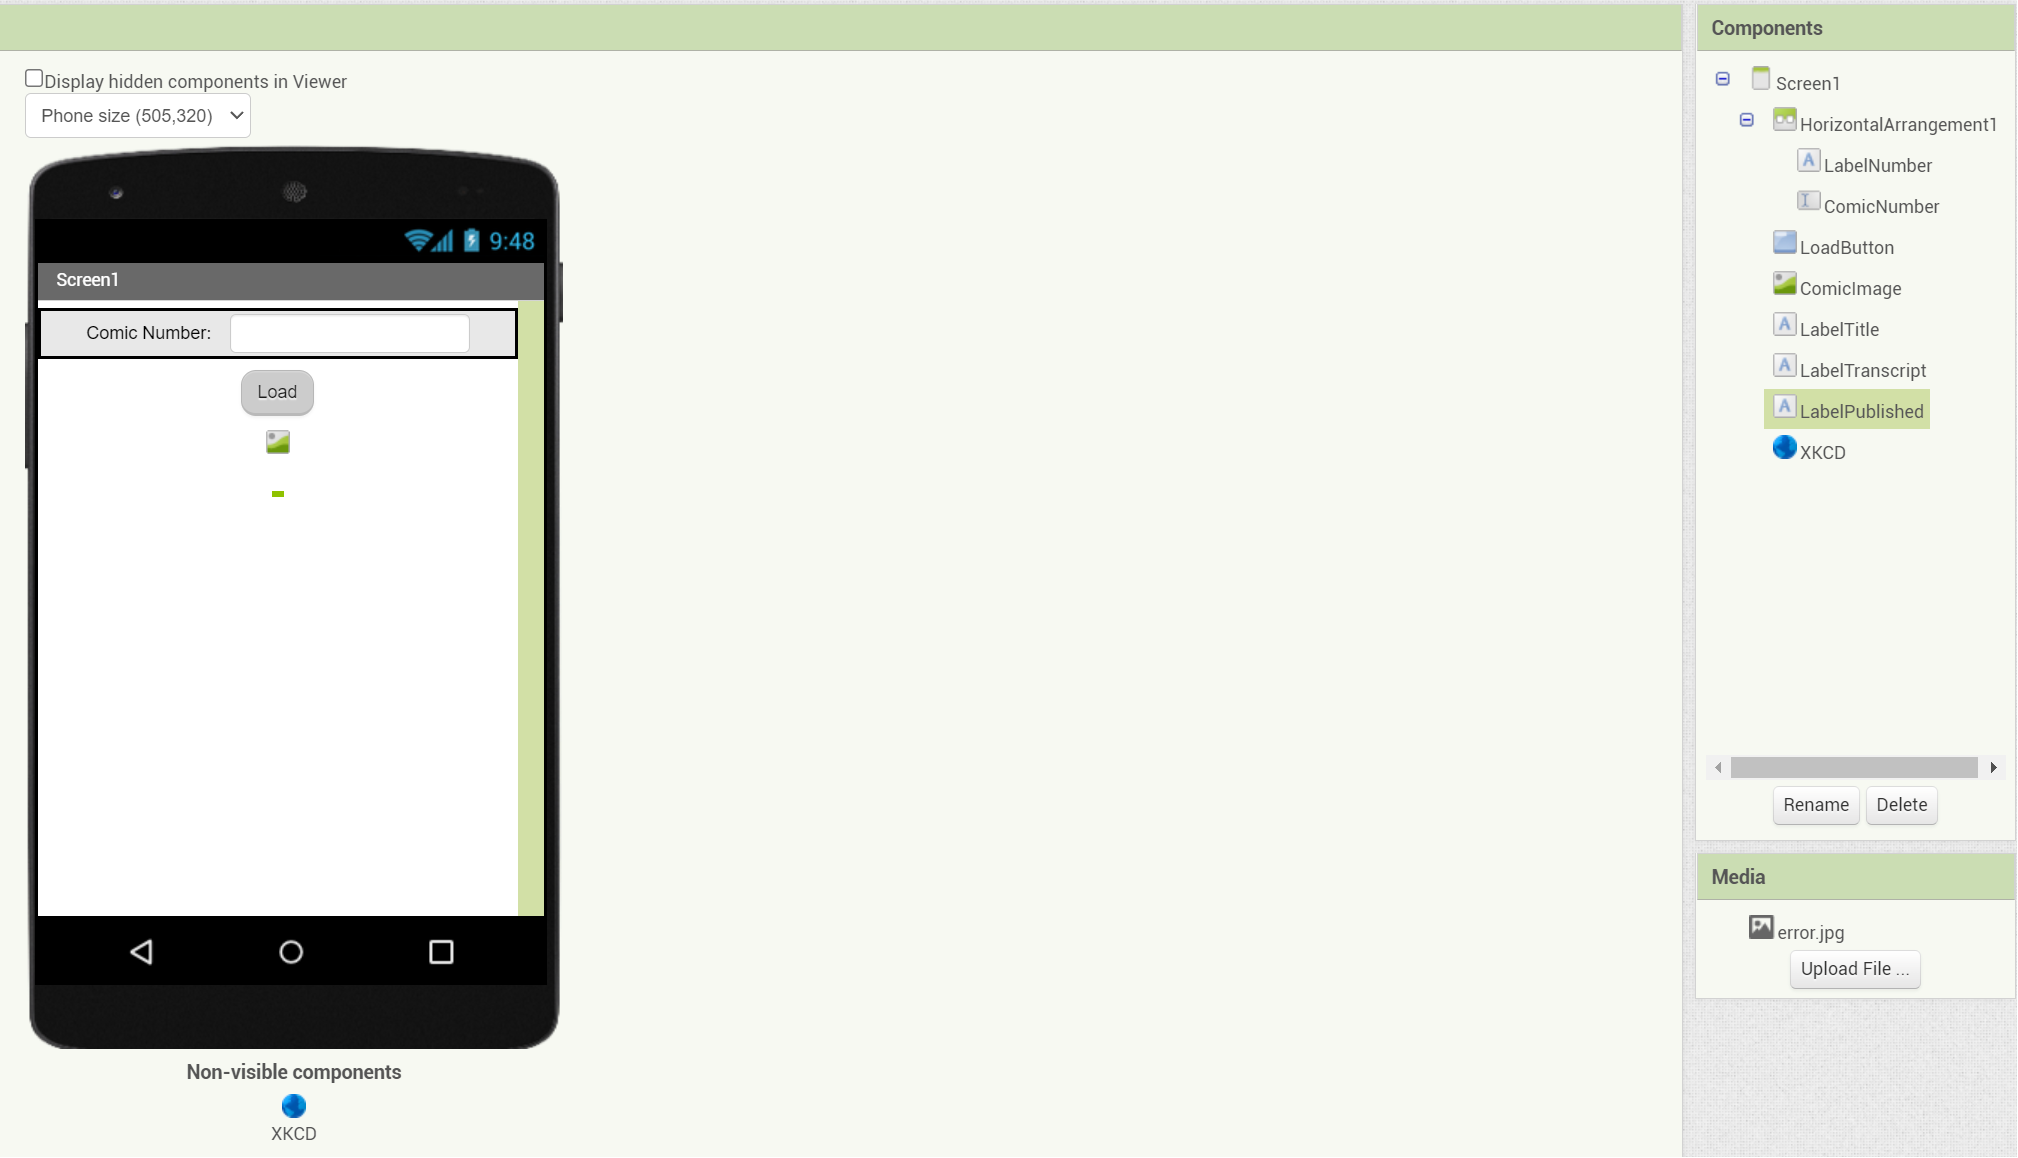 Display hidden components in Viewer
Phone size (505,320)
9:48
Screen1
Comic Number:
Load
Non-visible components
XKCD
Components
Screen1
HorizontalArrangement1
LabelNumber
ComicNumber
LoadButton
ComicImage
LabelTitle
LabelTranscript
LabelPublished
XKCD
Rename Delete
Media
error.jpg
Upload File ...